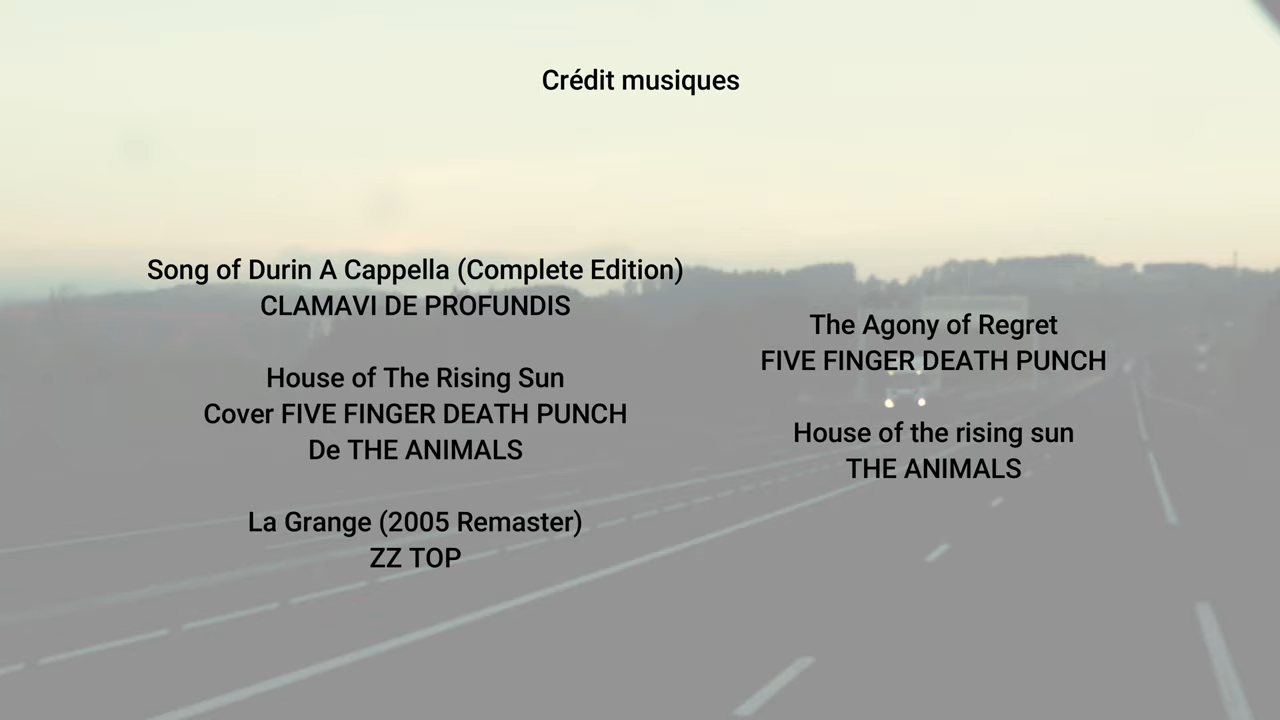 Crédit musiques
Song of Durin A Cappella (Complete Edition)
CLAMAVI DE PROFUNDIS
House of The Rising Sun
Cover FIVE FINGER DEATH PUNCH
De THE ANIMALS
La Grange (2005 Remaster)
ZZ TOP
The Agony of Regret
FIVE FINGER DEATH PUNCH
House of the rising sun
THE ANIMALS